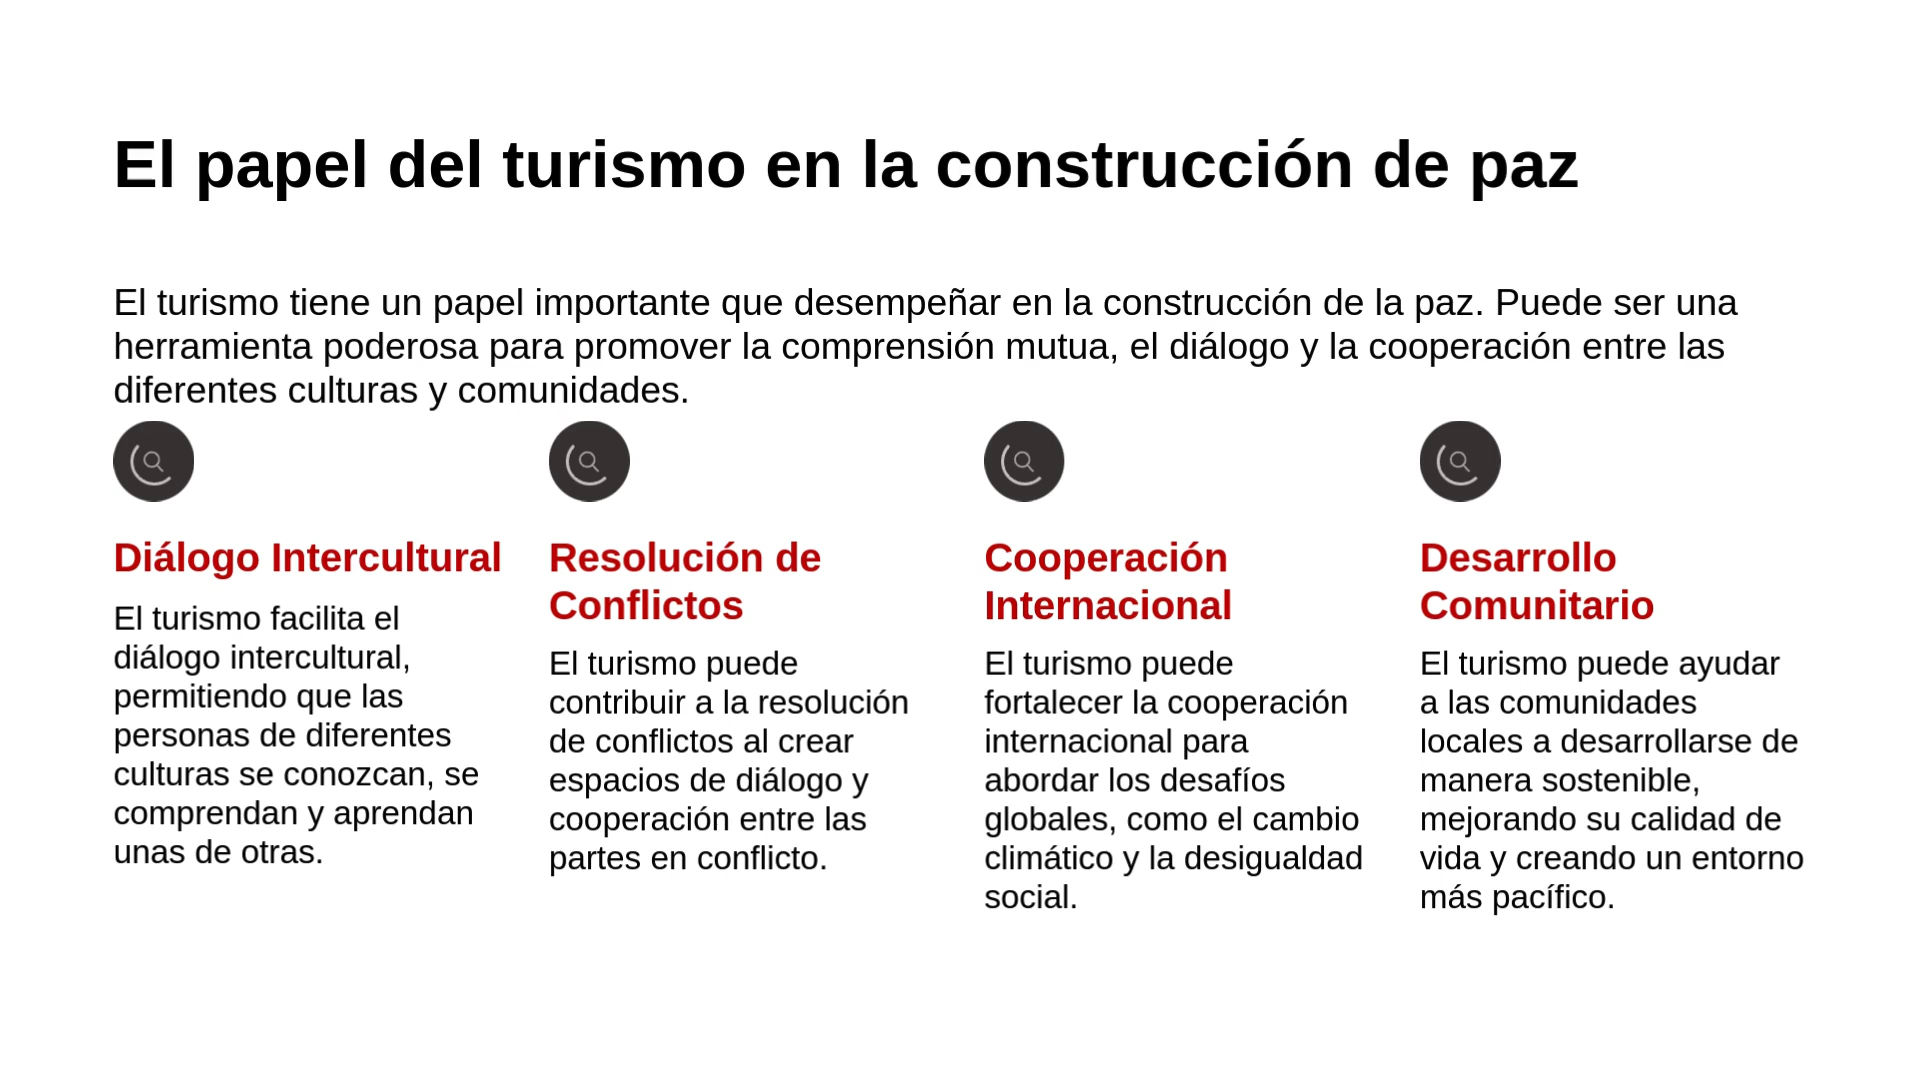 El papel del turismo en la construcción de paz
El turismo tiene un papel importante que desempeñar en la construcción de la paz. Puede ser una
herramienta poderosa para promover la comprensión mutua, el diálogo y la cooperación entre las
diferentes culturas y comunidades.
Diálogo Intercultural
El turismo facilita el
diálogo intercultural,
permitiendo que las
personas de diferentes
culturas se conozcan, se
comprendan y aprendan
unas de otras.
Resolución de
Conflictos
El turismo puede
contribuir a la resolución
de conflictos al crear
espacios de diálogo y
cooperación entre las
partes en conflicto.
Cooperación
Internacional
El turismo puede
fortalecer la cooperación
internacional para
abordar los desafíos
globales, como el cambio
climático y la desigualdad
social.
Desarrollo
Comunitario
El turismo puede ayudar
a las comunidades
locales a desarrollarse de
manera sostenible,
mejorando su calidad de
vida y creando un entorno
más pacífico.